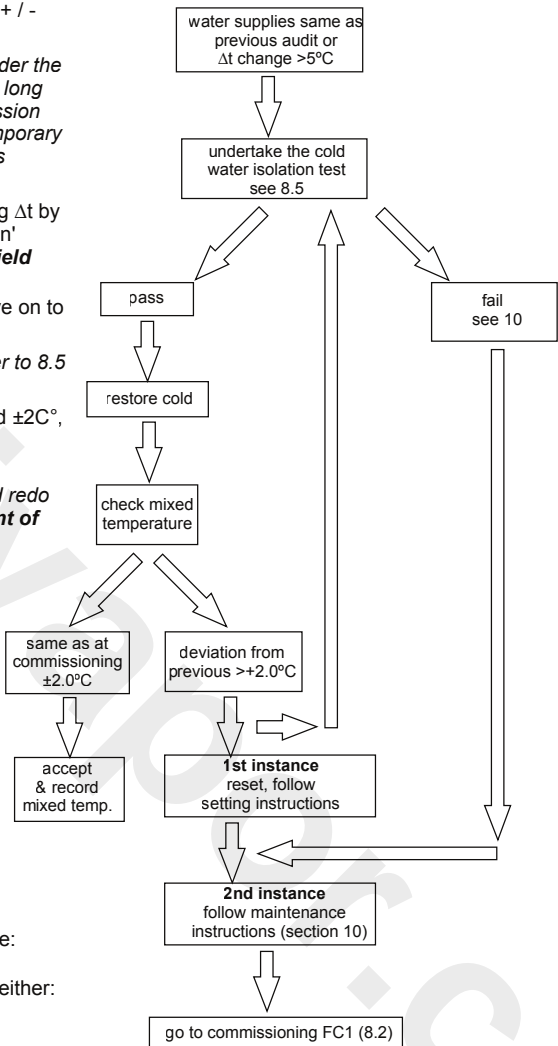 + / -
der the
long
ssion
nporary
s
g Δt by
n'
ield
e on to
er to 8.5
d ±2C°,
d redo
nt of
e:
either:
water supplies same as
previous audit or
Δt change >5ºC
undertake the cold
water isolation test
see 8.5
pass
fail
see 10
restore cold
check mixed
temperature
same as at
commissioning
±2.0ºC
deviation from
previous >+2.0ºC
accept
& record
mixed temp.
1st instance
reset, follow
setting instructions
2nd instance
follow maintenance
instructions (section 10)
go to commissioning FC1 (8.2)